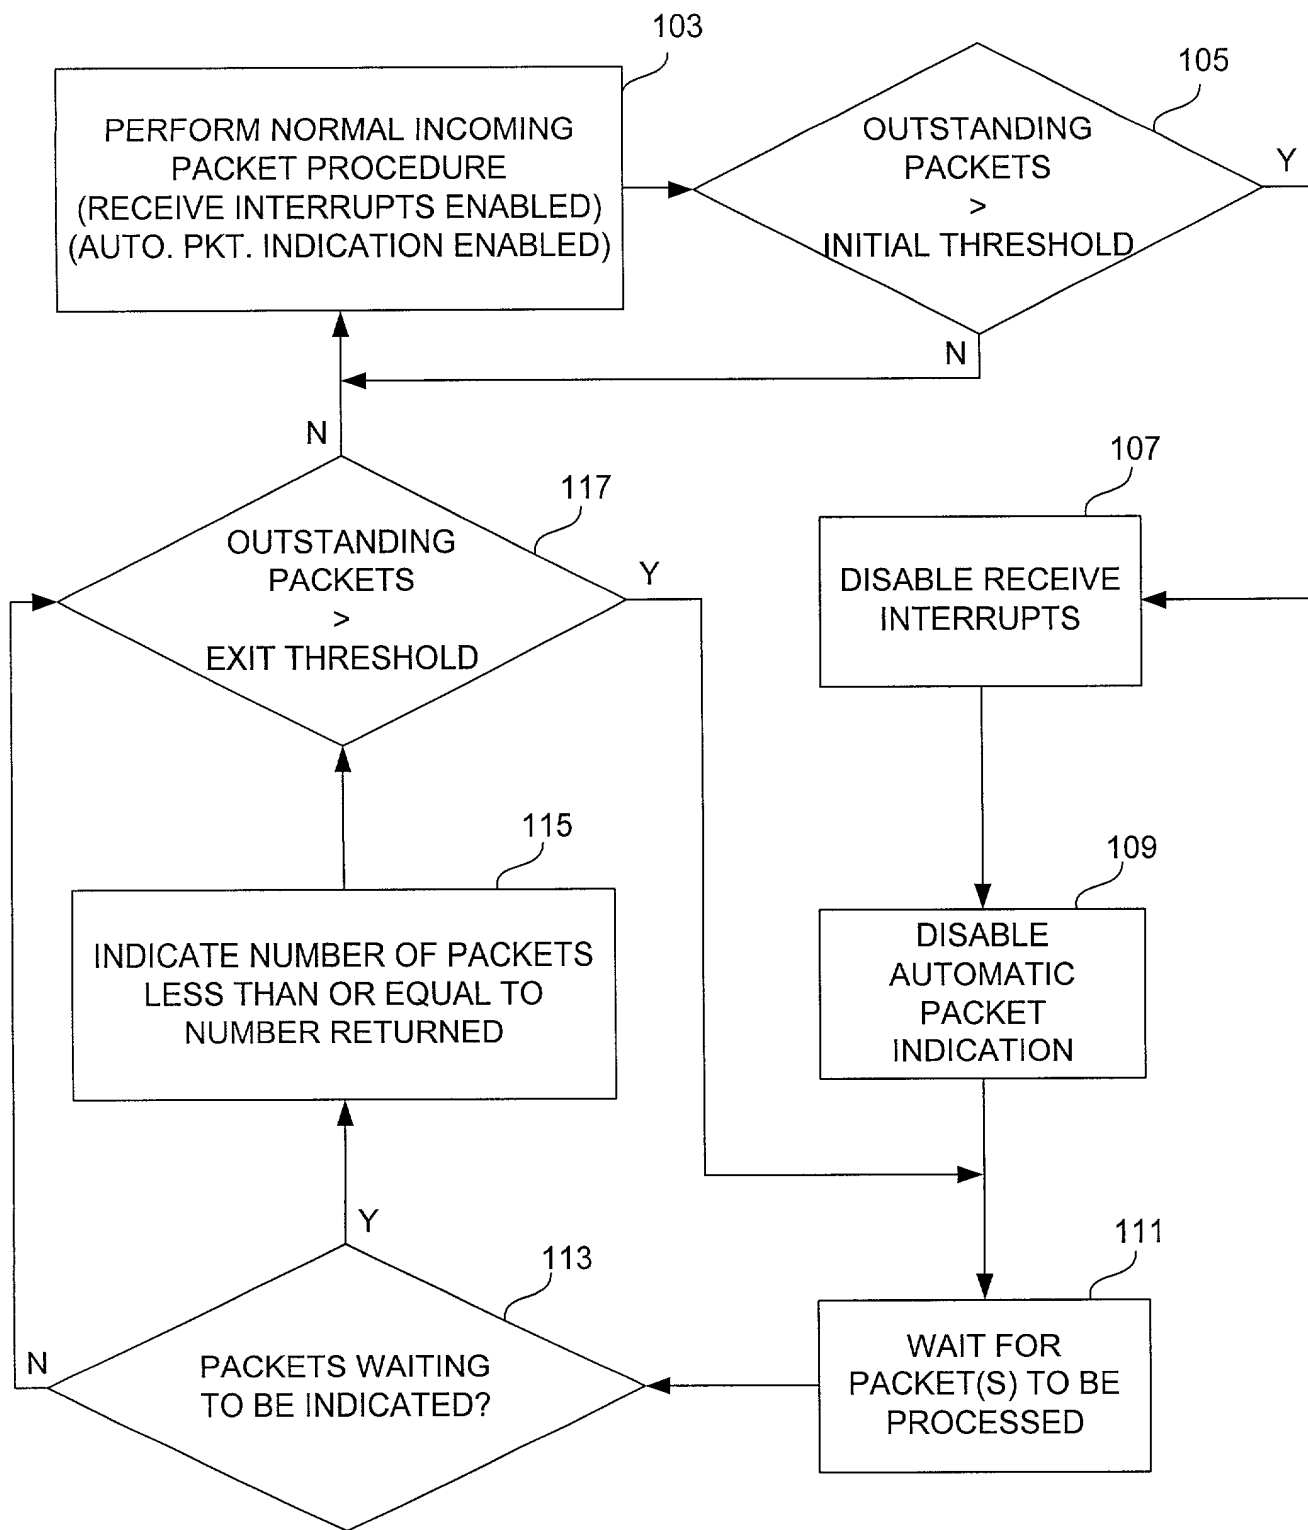 103
PERFORM NORMAL INCOMING
PACKET PROCEDURE
(RECEIVE INTERRUPTS ENABLED)
(AUTO. PKT. INDICATION ENABLED)
105
OUTSTANDING
PACKETS
>
INITIAL THRESHOLD
Y
N
N
117
OUTSTANDING
PACKETS
>
EXIT THRESHOLD
Y
107
DISABLE RECEIVE
INTERRUPTS
115
INDICATE NUMBER OF PACKETS
LESS THAN OR EQUAL TO
NUMBER RETURNED
109
DISABLE
AUTOMATIC
PACKET
INDICATION
Y
113
PACKETS WAITING
TO BE INDICATED?
N
111
WAIT FOR
PACKET(S) TO BE
PROCESSED